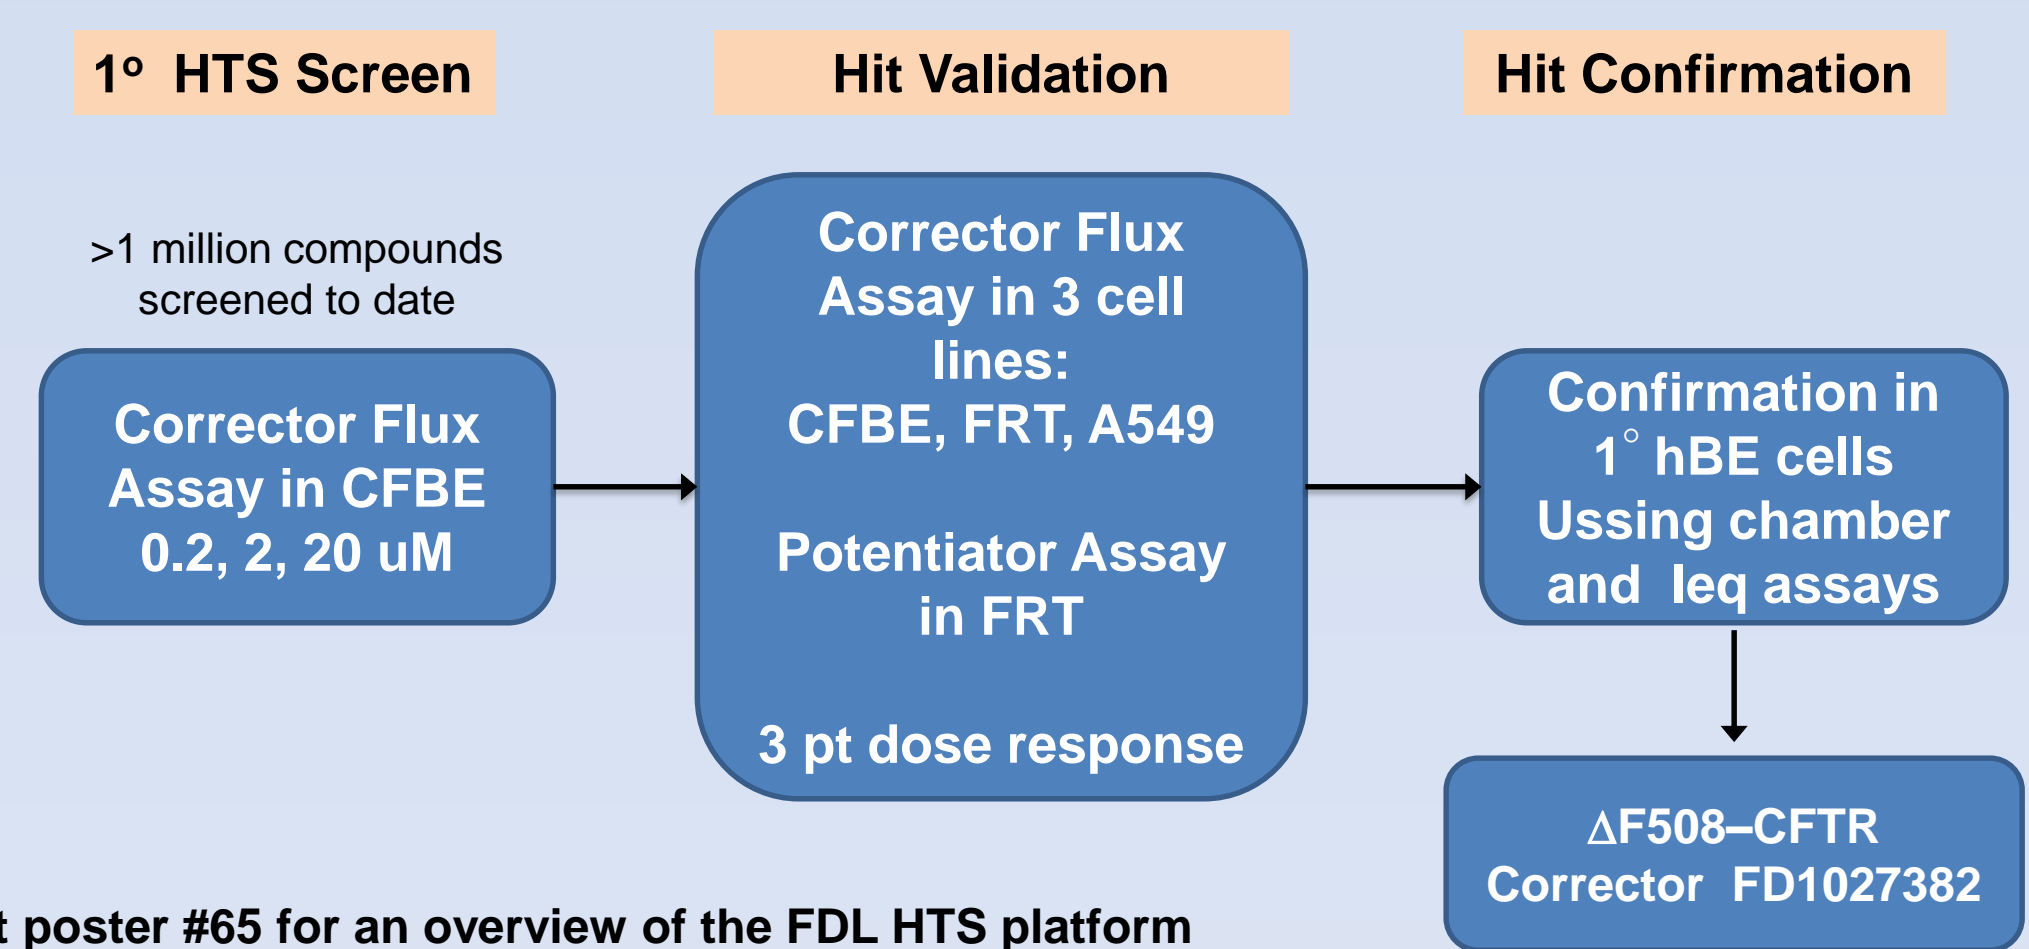 1º HTS Screen
Hit Validation
Hit Confirmation
>1 million compounds
screened to date
Corrector Flux
Assay in CFBE
0.2, 2, 20 uM
Corrector Flux
Assay in 3 cell
lines:
CFBE, FRT, A549
Potentiator Assay
in FRT
3 pt dose response
Confirmation in
1° hBE cells
Ussing chamber
and Ieq assays
ΔF508–CFTR
Corrector FD1027382
poster #65 for an overview of the FDL HTS platform